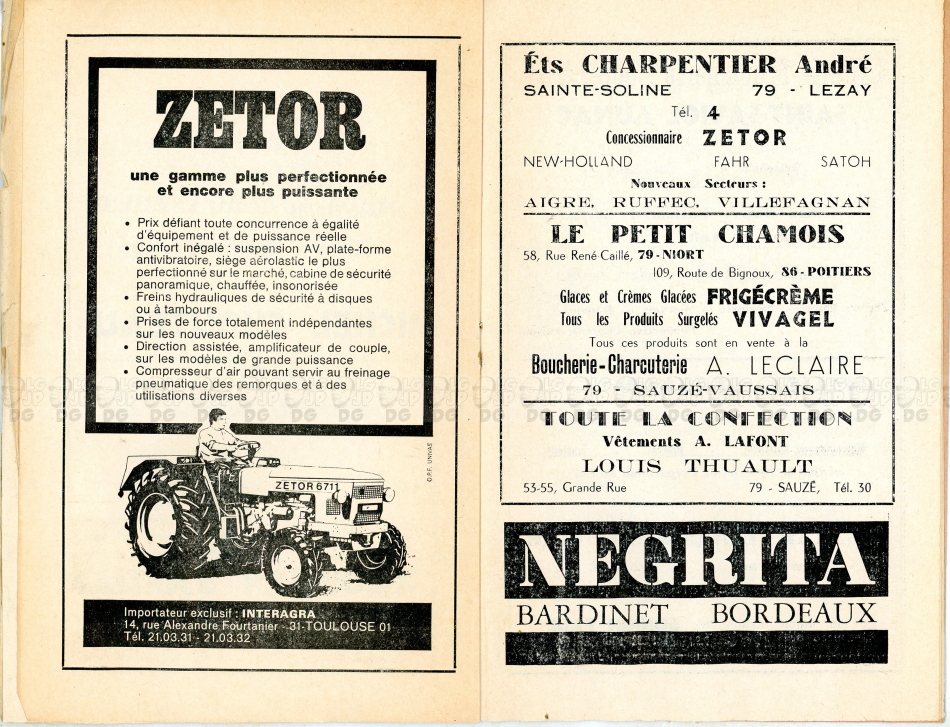 ZETOR
une gamme plus perfectionnée
et encore plus puissante
• Prix défiant toute concurrence à égalité
d'équipement et de puissance réelle
• Confort inégalé : suspension AV, plate-forme
antivibratoire, siège aérolastic le plus
perfectionné sur le marché, cabine de sécurité
panoramique, chauffée, insonorisée
• Freins hydrauliques de sécurité à disques
ou à tambours
• Prises de force totalement indépendantes
sur les nouveaux modèles
• Direction assistée, amplificateur de couple,
sur les modèles de grande puissance
• Compresseur d'air pouvant servir au freinage
pneumatique des remorques et à des
utilisations diverses
O.P.F. UNIVAS
ZETOR 6711
Importateur exclusif : INTERAGRA
14, rue Alexandre Fourtanier - 31-TOULOUSE 01
Tél. 21.03.31 - 21.03.32
Éts CHARPENTIER André
SAINTE-SOLINE 79 - LEZAY
Tél. 4
Concessionnaire ZETOR
NEW-HOLLAND FAHR SATOH
Nouveaux Secteurs :
AIGRE, RUFFEC, VILLEFAGNAN
LE PETIT CHAMOIS
58, Rue René Caillé, 79 - NIORT
109, Route de Bignoux, 86 - POITIERS
Glaces et Crèmes Glacées FRIGÉCRÈME
Tous les Produits Surgelés VIVAGEL
Tous ces produits sont en vente à la
Boucherie-Charcuterie A. LECLAIRE
79 - SAUZÉ-VAUSSAIS
TOUTE LA CONFECTION
Vêtements A. LAFONT
LOUIS THUAULT
53-55, Grande Rue 79 - SAUZÉ, Tél. 30
NEGRITA
BARDINET BORDEAUX